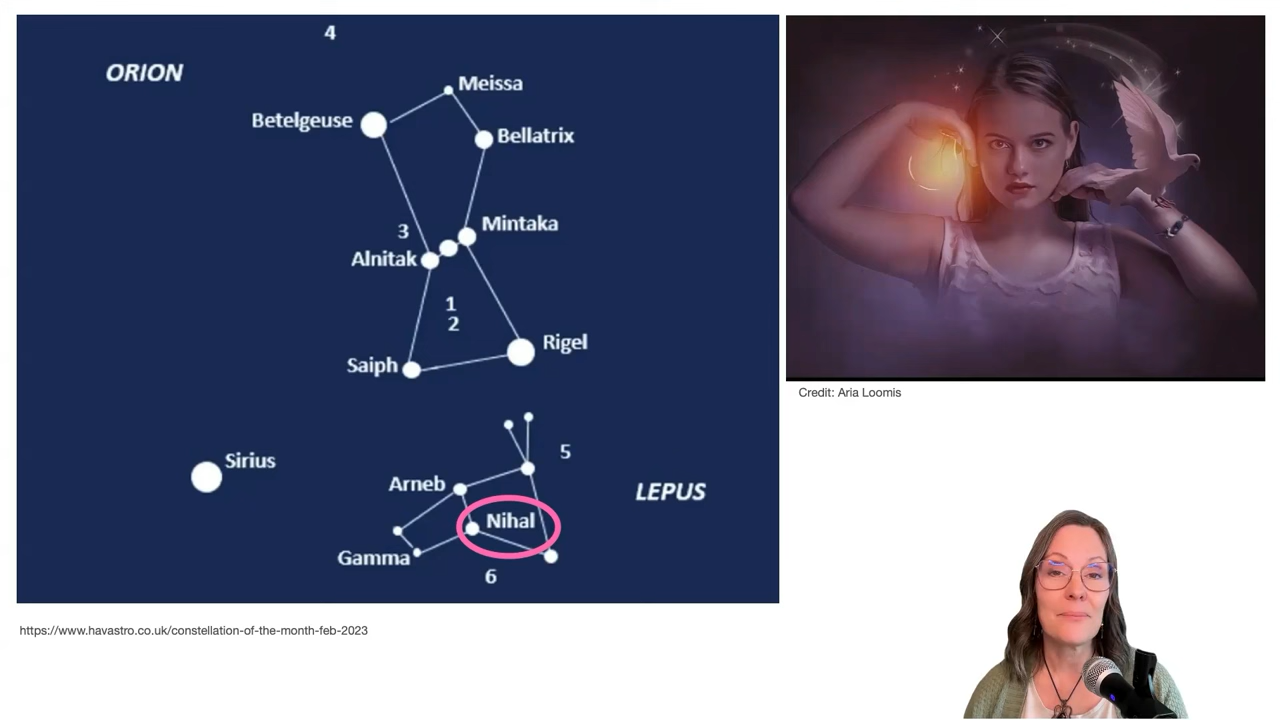 4
ORION
Meissa
Betelgeuse
Bellatrix
Mintaka
3
Alnitak
1
2
Rigel
Saiph
5
Sirius
Arneb
LEPUS
Nihal
Gamma
6
https://www.havastro.co.uk/constellation-of-the-month-feb-2023
Credit: Aria Loomis